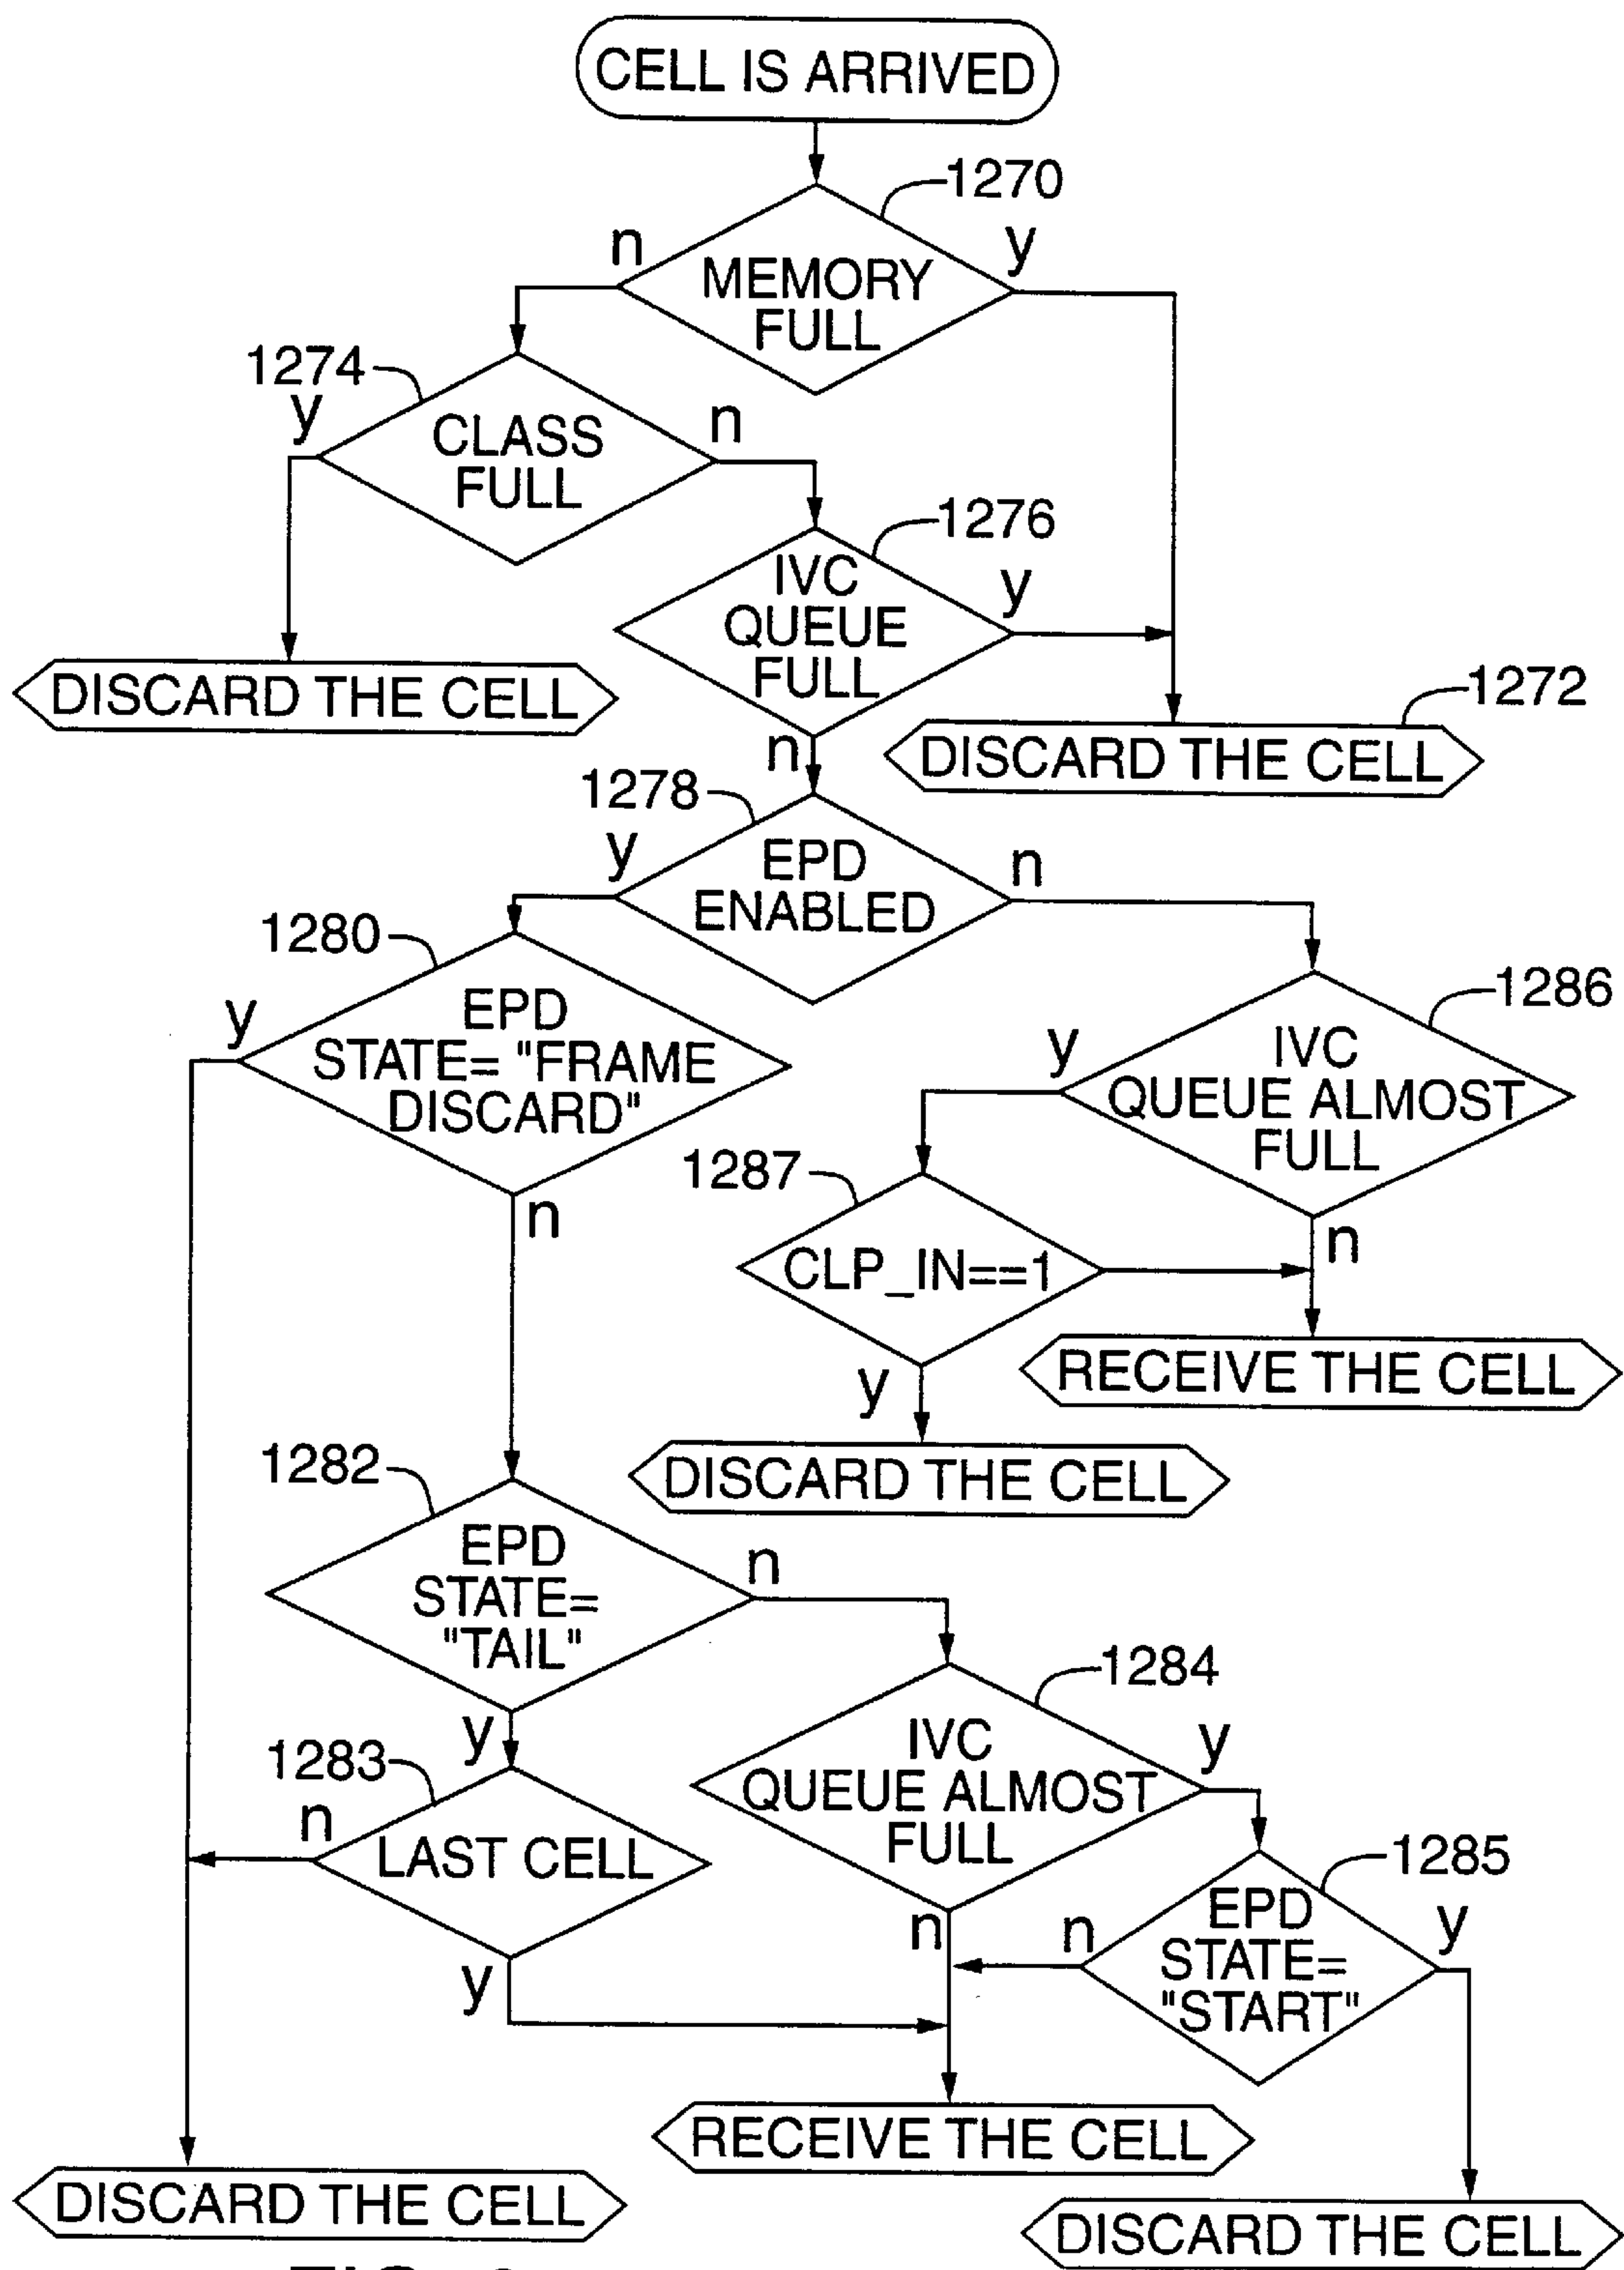 CELL IS ARRIVED
1270
n
y
MEMORY
FULL
1274
y
n
CLASS
FULL
1276
IVC
QUEUE
FULL
y
n
DISCARD THE CELL
1272
DISCARD THE CELL
1278
y
EPD
ENABLED
n
1280
y
EPD
STATE= "FRAME
DISCARD"
n
1286
y
IVC
QUEUE ALMOST
FULL
n
1287
CLP_IN==1
y
RECEIVE THE CELL
DISCARD THE CELL
1282
EPD
STATE=
"TAIL"
n
y
1284
IVC
QUEUE ALMOST
FULL
y
n
1283
n
LAST CELL
y
1285
EPD
STATE=
"START"
n
y
RECEIVE THE CELL
DISCARD THE CELL
DISCARD THE CELL